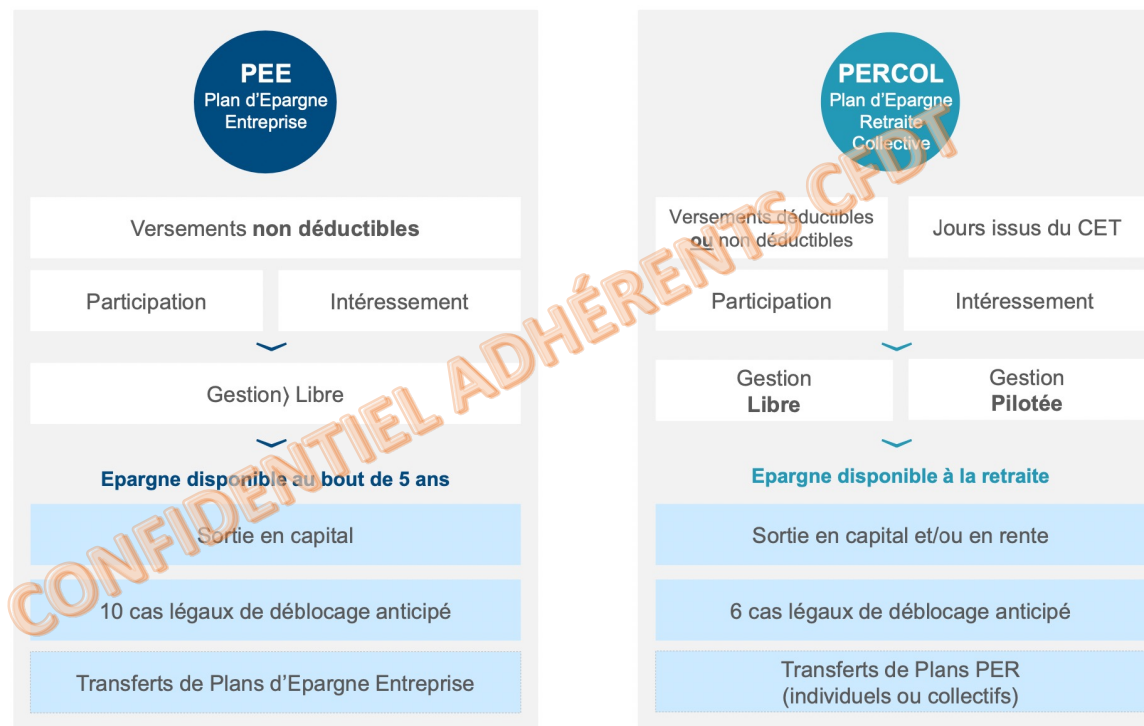 PEE
Plan d'Epargne
Entreprise
Versements non déductibles
Participation
Intéressement
Gestion) Libre
Epargne disponible au bout de 5 ans
Sortie en capital
10 cas légaux de déblocage anticipé
Transferts de Plans d'Epargne Entreprise
PERCOL
Plan d'Epargne
Retraite
Collective
Versements déductibles
ou non déductibles
Jours issus du CET
Participation
Intéressement
Gestion
Libre
Gestion
Pilotée
Epargne disponible à la retraite
Sortie en capital et/ou en rente
6 cas légaux de déblocage anticipé
Transferts de Plans PER
(individuels ou collectifs)
CONFIDENTIEL ADHÉRENTS CFDT